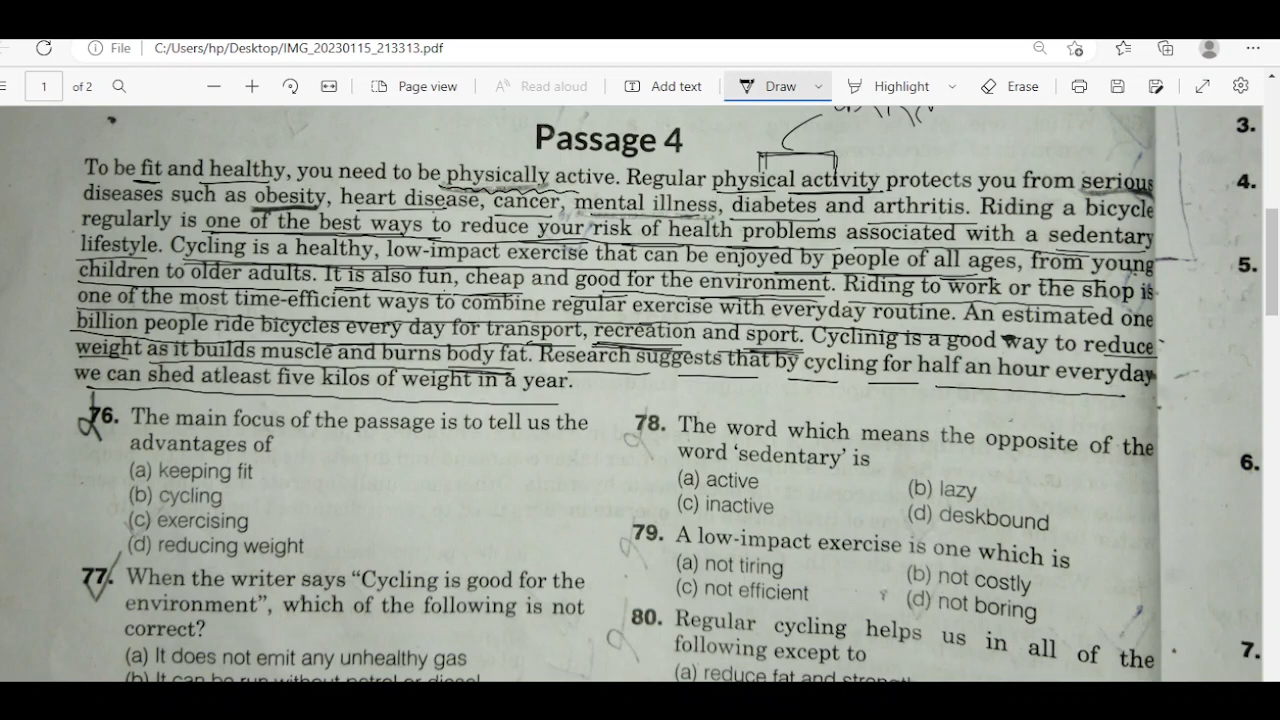 File C:/Users/hp/Desktop/IMG_20230115_213313.pdf
1 of 2 Page view Read aloud Add text Draw Highlight Erase
Passage 4
To be fit and healthy, you need to be physically active. Regular physical activity protects you from serious
diseases such as obesity, heart disease, cancer, mental illness, diabetes and arthritis. Riding a bicycle
regularly is one of the best ways to reduce your risk of health problems associated with a sedentary
lifestyle. Cycling is a healthy, low-impact exercise that can be enjoyed by people of all ages, from young
children to older adults. It is also fun, cheap and good for the environment. Riding to work or the shop is
one of the most time-efficient ways to combine regular exercise with everyday routine. An estimated one
billion people ride bicycles every day for transport, recreation and sport. Cyclinig is a good way to reduce
weight as it builds muscle and burns body fat. Research suggests that by cycling for half an hour everyday
we can shed atleast five kilos of weight in a year.
76. The main focus of the passage is to tell us the
advantages of
(a) keeping fit
(b) cycling
(c) exercising
(d) reducing weight
77. When the writer says "Cycling is good for the
environment", which of the following is not
correct?
(a) It does not emit any unhealthy gas
(b) It can be run without petrol or diesel
78. The word which means the opposite of the
word 'sedentary' is
(a) active (b) lazy
(c) inactive (d) deskbound
79. A low-impact exercise is one which is
(a) not tiring (b) not costly
(c) not efficient (d) not boring
80. Regular cycling helps us in all of the
following except to
(a) reduce fat and
3.
4.
5.
6.
7.